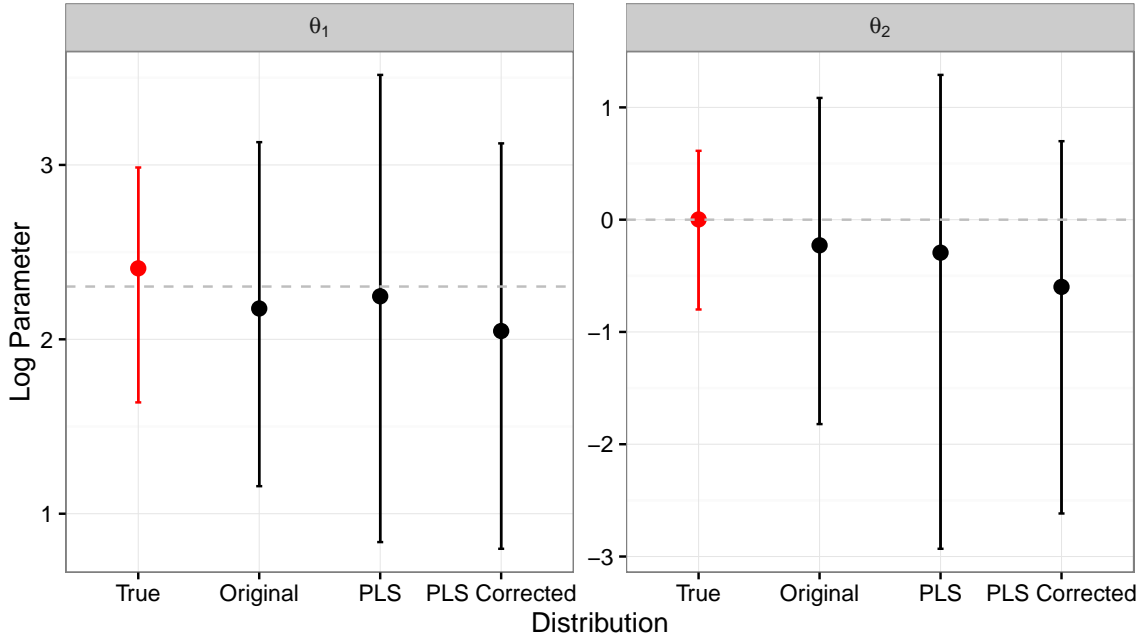 θ1
θ2
Log Parameter
3
2
1
1
0
−1
−2
−3
True Original PLS PLS Corrected
True Original PLS PLS Corrected
Distribution